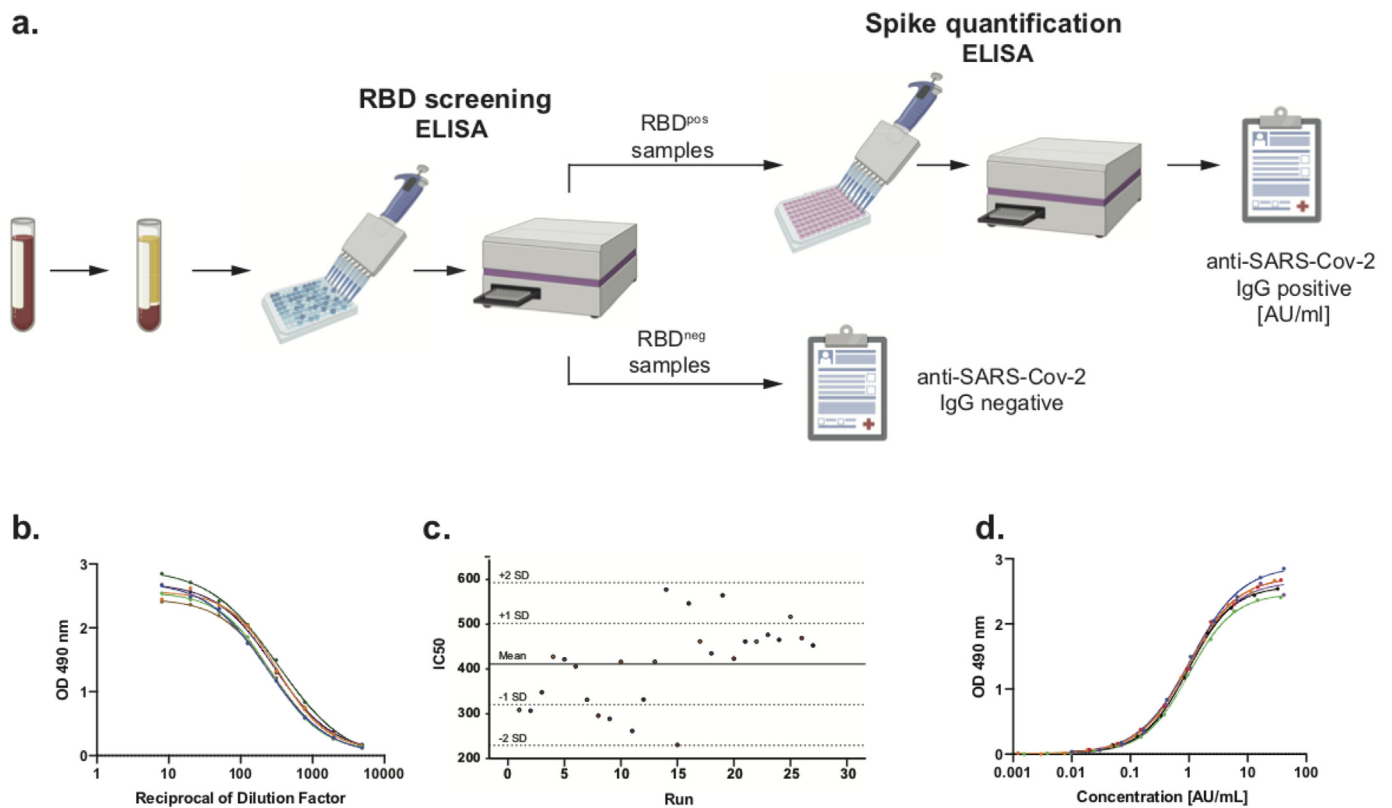 a.
Spike quantification
ELISA
RBD screening
ELISA
RBDpos
samples
RBDneg
samples
anti-SARS-Cov-2
IgG positive
[AU/ml]
anti-SARS-Cov-2
IgG negative
b.
3
2
1
0
OD 490 nm
1
10
100
1000
10000
Reciprocal of Dilution Factor
c.
600
500
400
300
200
IC50
+2 SD
+1 SD
Mean
-1 SD
-2 SD
0
5
10
15
20
25
30
Run
d.
3
2
1
0
OD 490 nm
0.001
0.01
0.1
1
10
100
Concentration [AU/mL]